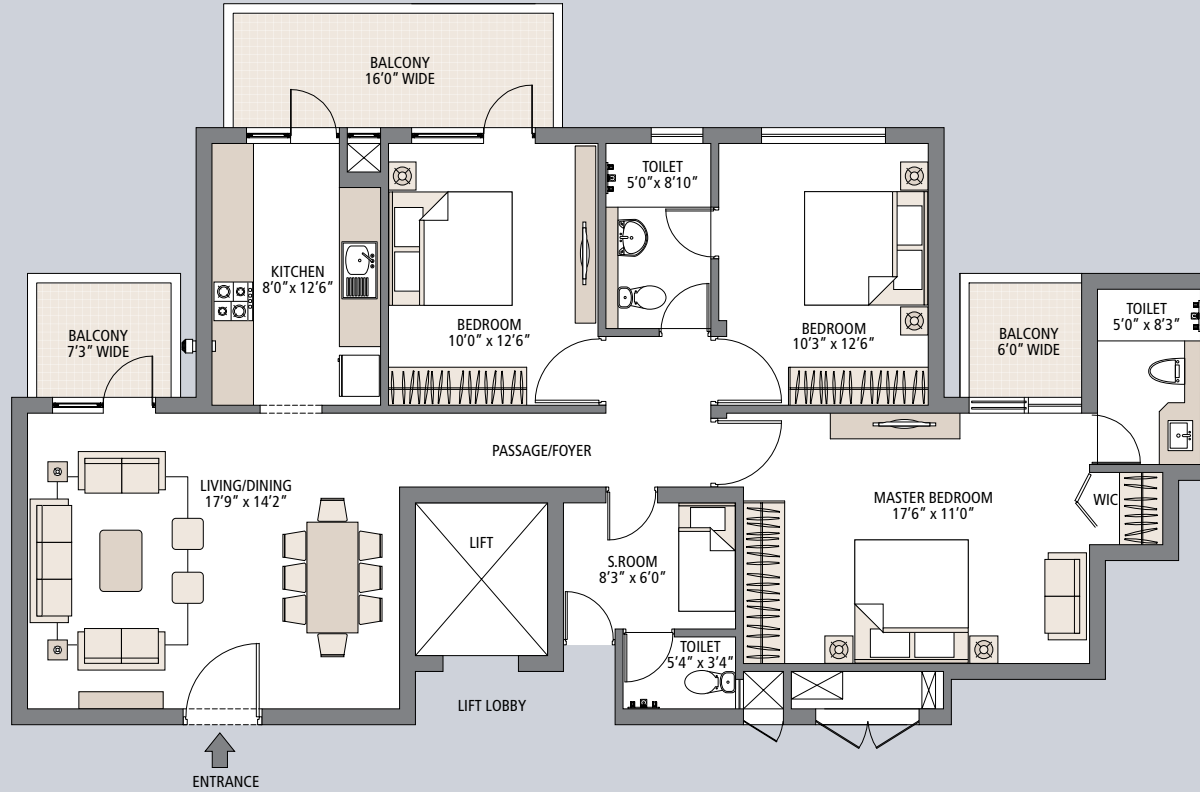 BALCONY
16'0" WIDE
TOILET
5'0"x 8'10"
KITCHEN
8'0"x 12'6"
BEDROOM
10'0" x 12'6"
BEDROOM
10'3" x 12'6"
BALCONY
7'3" WIDE
BALCONY
6'0" WIDE
TOILET
5'0" x 8'3"
PASSAGE/FOYER
LIVING/DINING
17'9" x 14'2"
MASTER BEDROOM
17'6" x 11'0"
WIC
LIFT
S.ROOM
8'3" x 6'0"
TOILET
5'4" x 3'4"
LIFT LOBBY
ENTRANCE